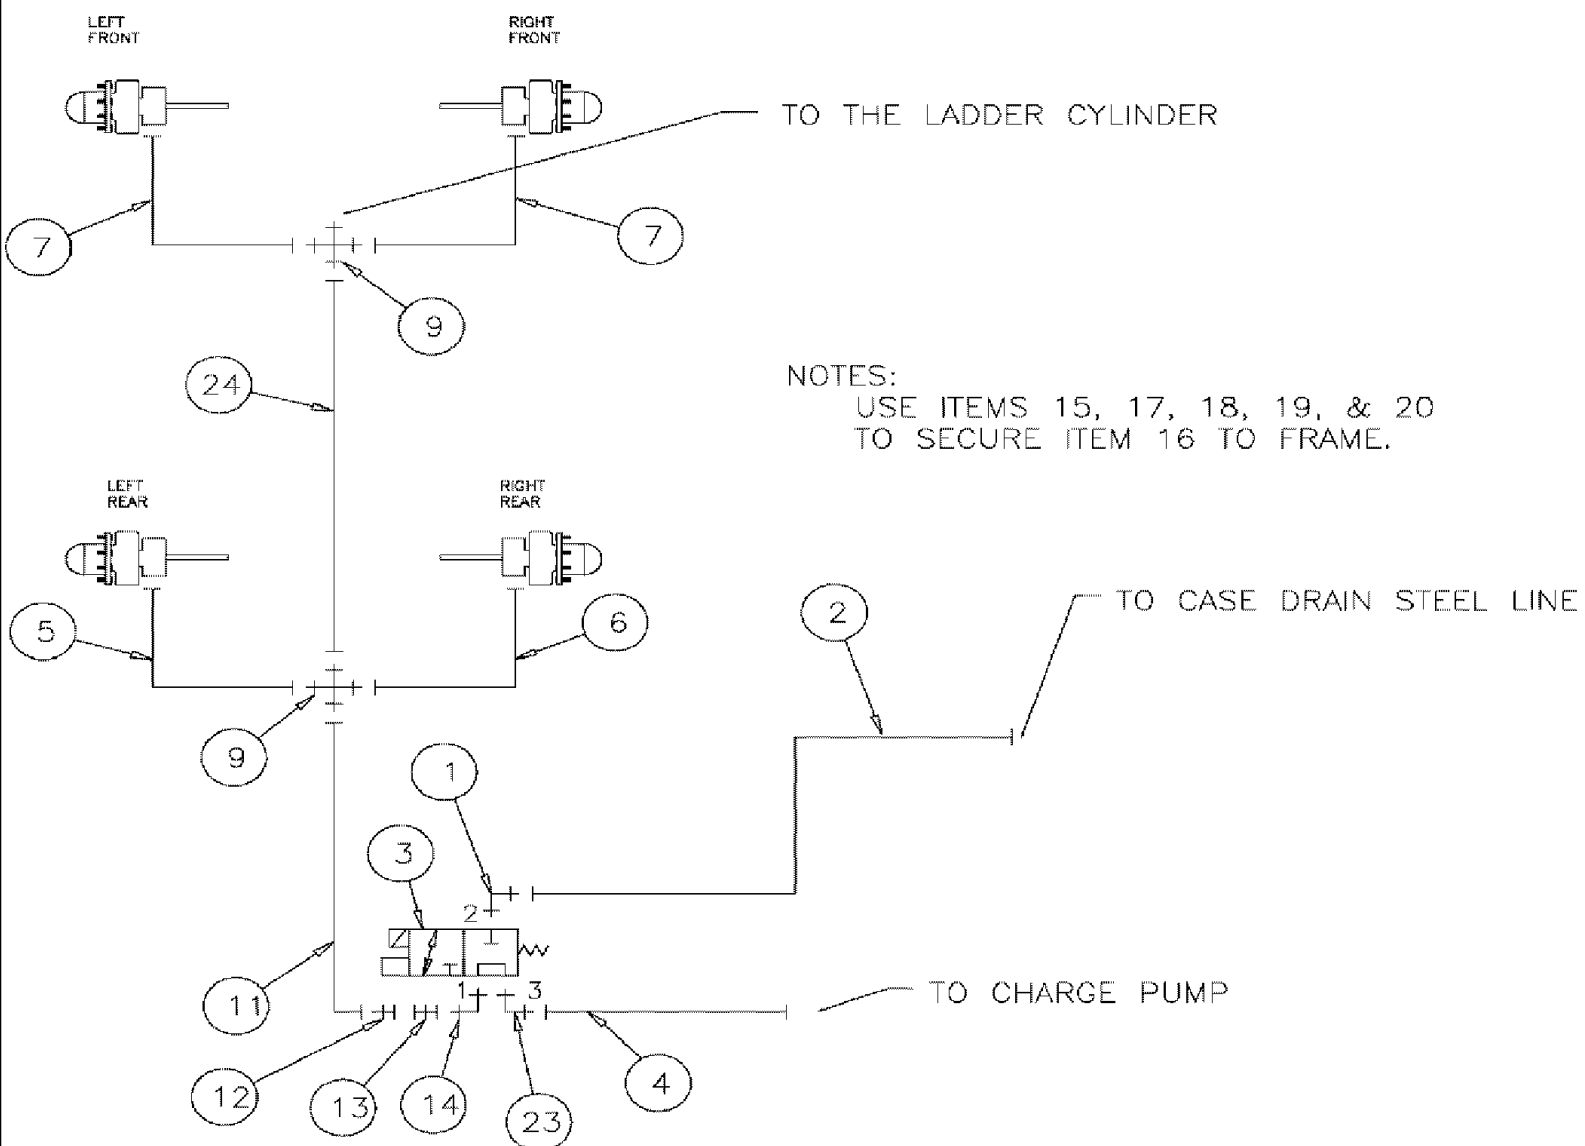 LEFT
FRONT
RIGHT
FRONT
TO THE LADDER CYLINDER
7
7
9
24
NOTES:
USE ITEMS 15, 17, 18, 19, & 20
TO SECURE ITEM 16 TO FRAME.
LEFT
REAR
RIGHT
REAR
5
6
2
TO CASE DRAIN STEEL LINE
9
1
3
2
11
1
3
TO CHARGE PUMP
12
13
14
23
4